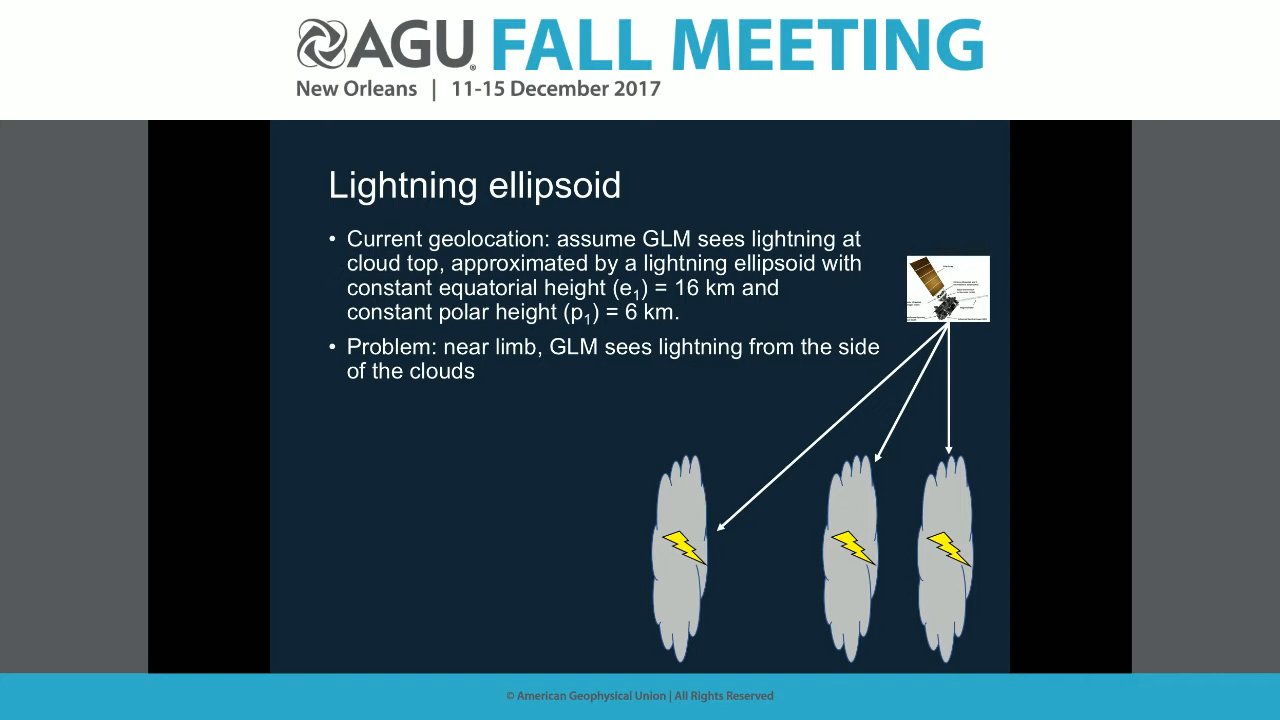 AGU FALL MEETING
New Orleans | 11-15 December 2017
Lightning ellipsoid
• Current geolocation: assume GLM sees lightning at
cloud top, approximated by a lightning ellipsoid with
constant equatorial height (e₁) = 16 km and
constant polar height (p₁) = 6 km.
• Problem: near limb, GLM sees lightning from the side
of the clouds
© American Geophysical Union | All Rights Reserved